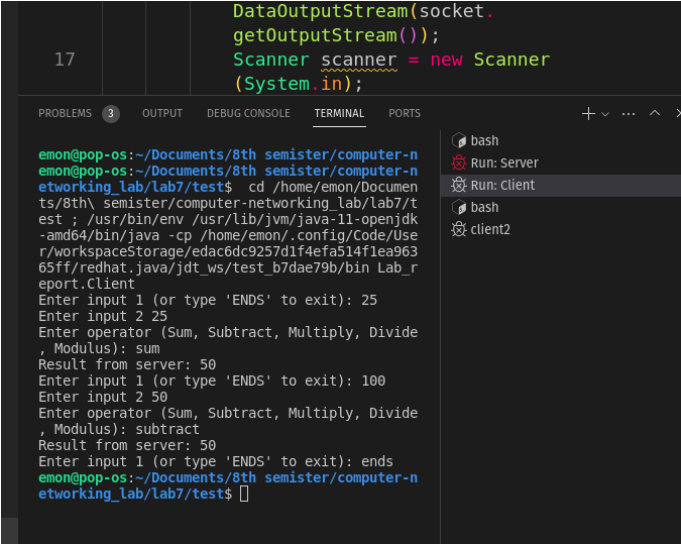 DataOutputStream(socket.
getOutputStream());
17 Scanner scanner = new Scanner
(System.in);
PROBLEMS 3 OUTPUT DEBUG CONSOLE TERMINAL PORTS
emon@pop-os:~/Documents/8th semister/computer-n
emon@pop-os:~/Documents/8th semister/computer-n
etworking_lab/lab7/test$ cd /home/emon/Documen
ts/8th\ semister/computer-networking_lab/lab7/t
est ; /usr/bin/env /usr/lib/jvm/java-11-openjdk
-amd64/bin/java -cp /home/emon/.config/Code/Use
r/workspaceStorage/edac6dc9257d1f4efa514f1ea963
65ff/redhat.java/jdt_ws/test_b7dae79b/bin Lab_r
eport.Client
Enter input 1 (or type 'ENDS' to exit): 25
Enter input 2 25
Enter operator (Sum, Subtract, Multiply, Divide
, Modulus): sum
Result from server: 50
Enter input 1 (or type 'ENDS' to exit): 100
Enter input 2 50
Enter operator (Sum, Subtract, Multiply, Divide
, Modulus): subtract
Result from server: 50
Enter input 1 (or type 'ENDS' to exit): ends
emon@pop-os:~/Documents/8th semister/computer-n
etworking_lab/lab7/test$
bash
Run: Server
Run: Client
bash
client2